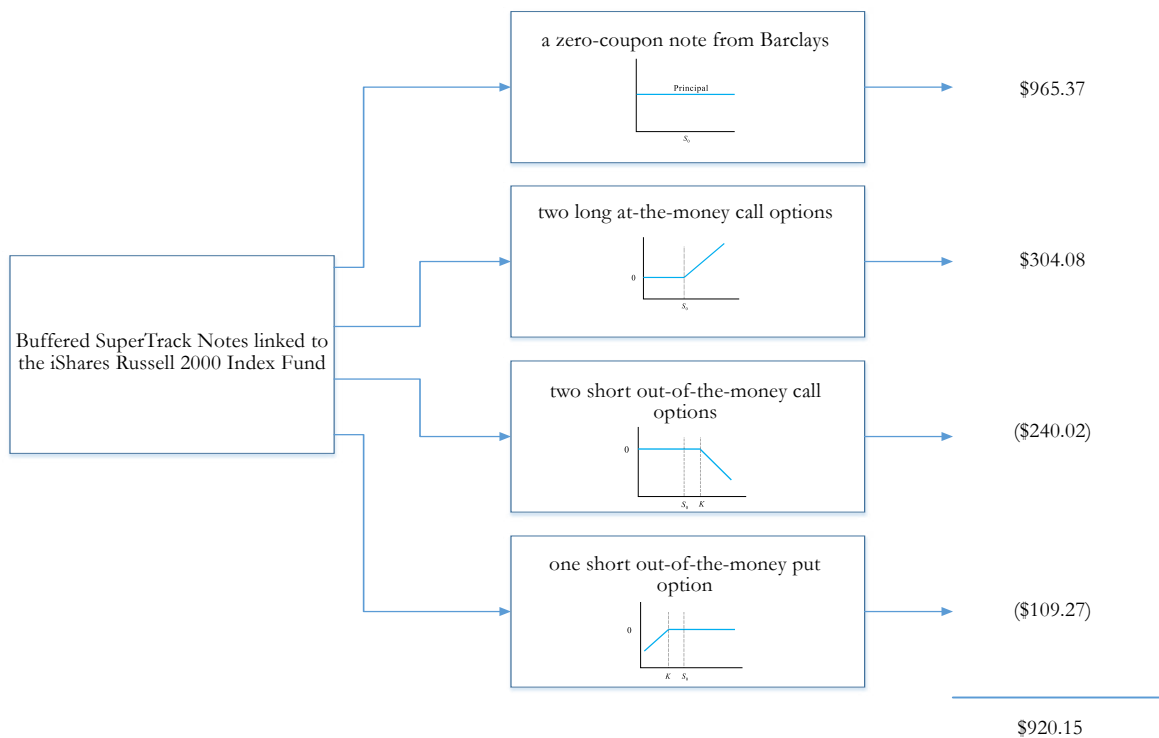 a zero-coupon note from Barclays
Principal
S₀
$965.37
two long at-the-money call options
0
S₀
$304.08
Buffered SuperTrack Notes linked to
the iShares Russell 2000 Index Fund
two short out-of-the-money call
options
0
S₀ K
($240.02)
one short out-of-the-money put
option
0
K S₀
($109.27)
$920.15